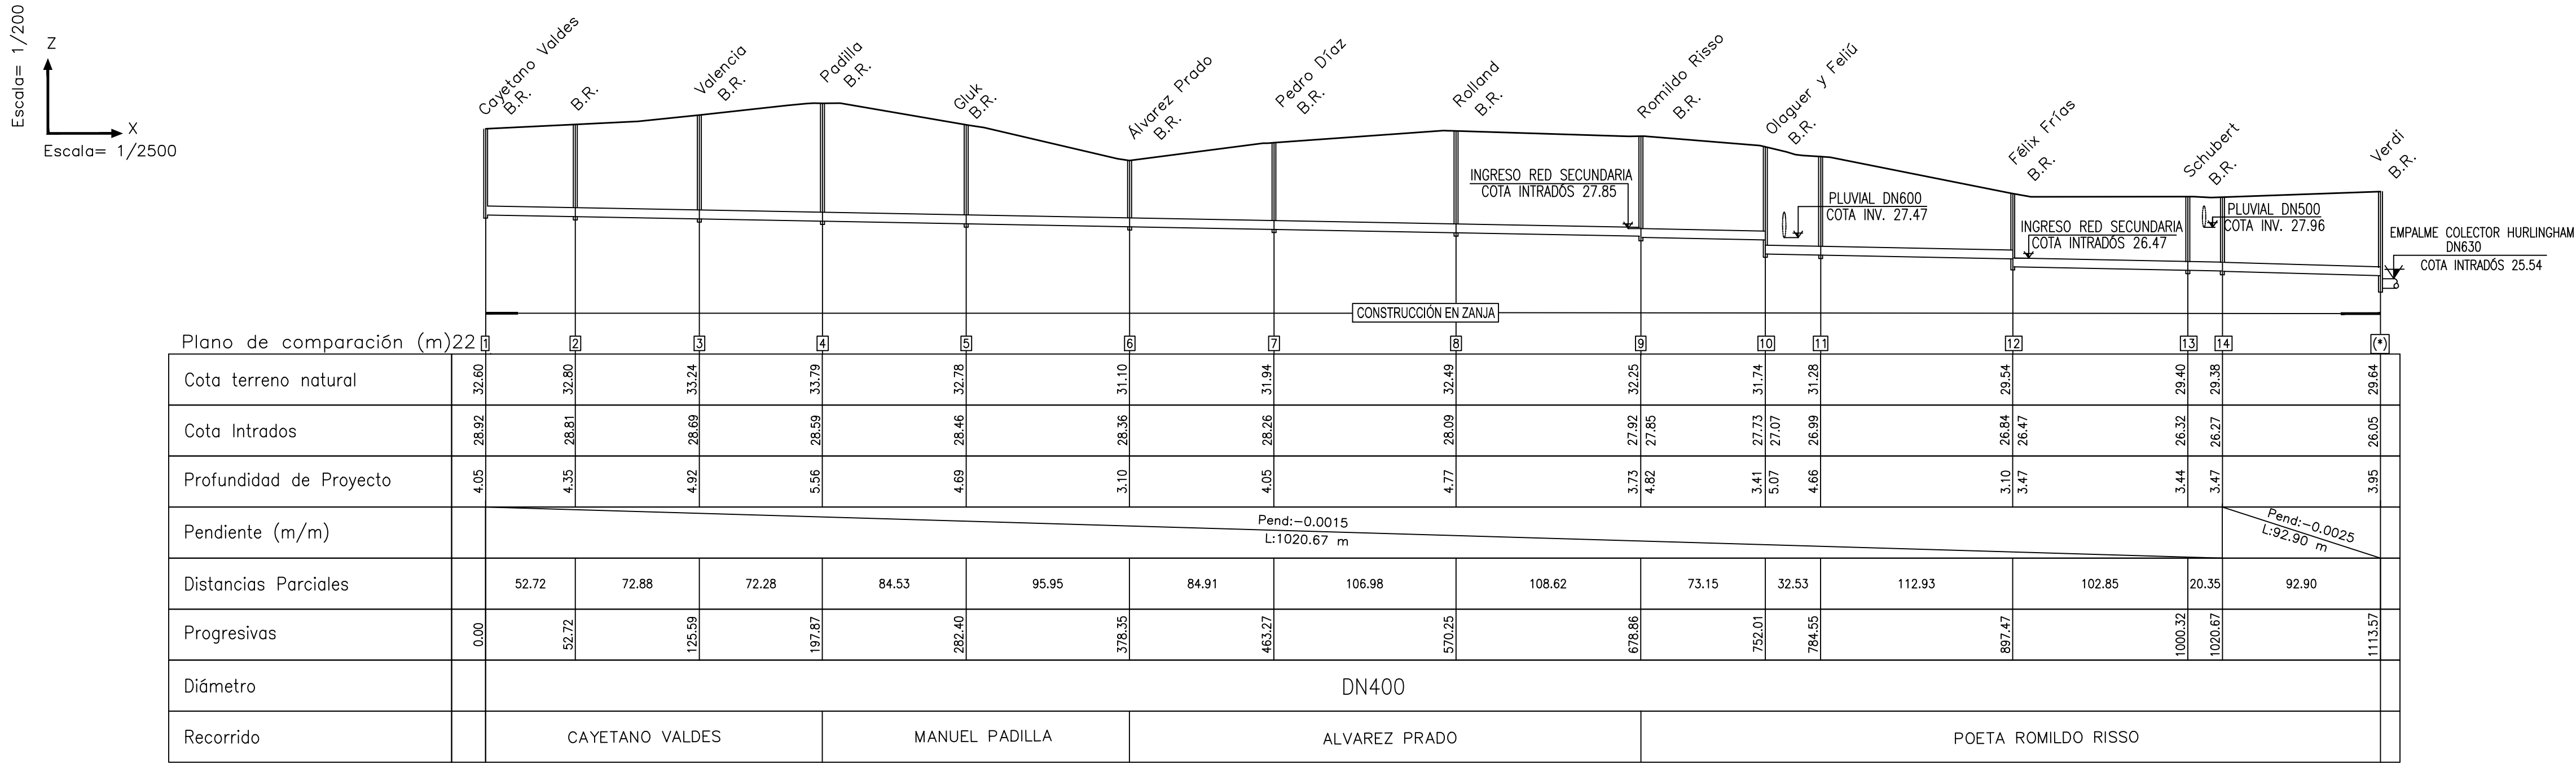 Escala= 1/200
Z
X
Escala= 1/2500
Cayetano Valdes
B.R.
B.R.
Valencia
B.R.
Padilla
B.R.
Gluk
B.R.
Álvarez Prado
B.R.
Pedro Díaz
B.R.
Rolland
B.R.
Romildo Risso
B.R.
Olaguer y Feliú
B.R.
Félix Frías
B.R.
Schubert
B.R.
Verdi
B.R.
INGRESO RED SECUNDARIA
COTA INTRADÓS 27.85
PLUVIAL DN600
COTA INV. 27.47
INGRESO RED SECUNDARIA
COTA INTRADÓS 26.47
PLUVIAL DN500
COTA INV. 27.96
EMPALME COLECTOR HURLINGHAM
DN630
COTA INTRADÓS 25.54
CONSTRUCCIÓN EN ZANJA
Plano de comparación (m)22 1 2 3 4 5 6 7 8 9 10 11 12 13 14 (*)
Cota terreno natural 32.60 32.80 33.24 33.79 32.78 31.10 31.94 32.49 32.25 31.74 31.28 29.54 29.40 29.38 29.64
Cota Intrados 28.92 28.81 28.69 28.59 28.46 28.36 28.26 28.09 27.92 27.85 27.73 27.07 26.99 26.84 26.47 26.32 26.27 26.05
Profundidad de Proyecto 4.05 4.35 4.92 5.56 4.69 3.10 4.05 4.77 3.73 4.82 3.41 5.07 4.66 3.10 3.47 3.44 3.47 3.95
Pendiente (m/m)
Pend:-0.0015
L:1020.67 m
Pend:-0.0025
L:92.90 m
Distancias Parciales 52.72 72.88 72.28 84.53 95.95 84.91 106.98 108.62 73.15 32.53 112.93 102.85 20.35 92.90
Progresivas 0.00 52.72 125.59 197.87 282.40 378.35 463.27 570.25 678.86 752.01 784.55 897.47 1000.32 1020.67 1113.57
Diámetro DN400
Recorrido CAYETANO VALDES MANUEL PADILLA ALVAREZ PRADO POETA ROMILDO RISSO